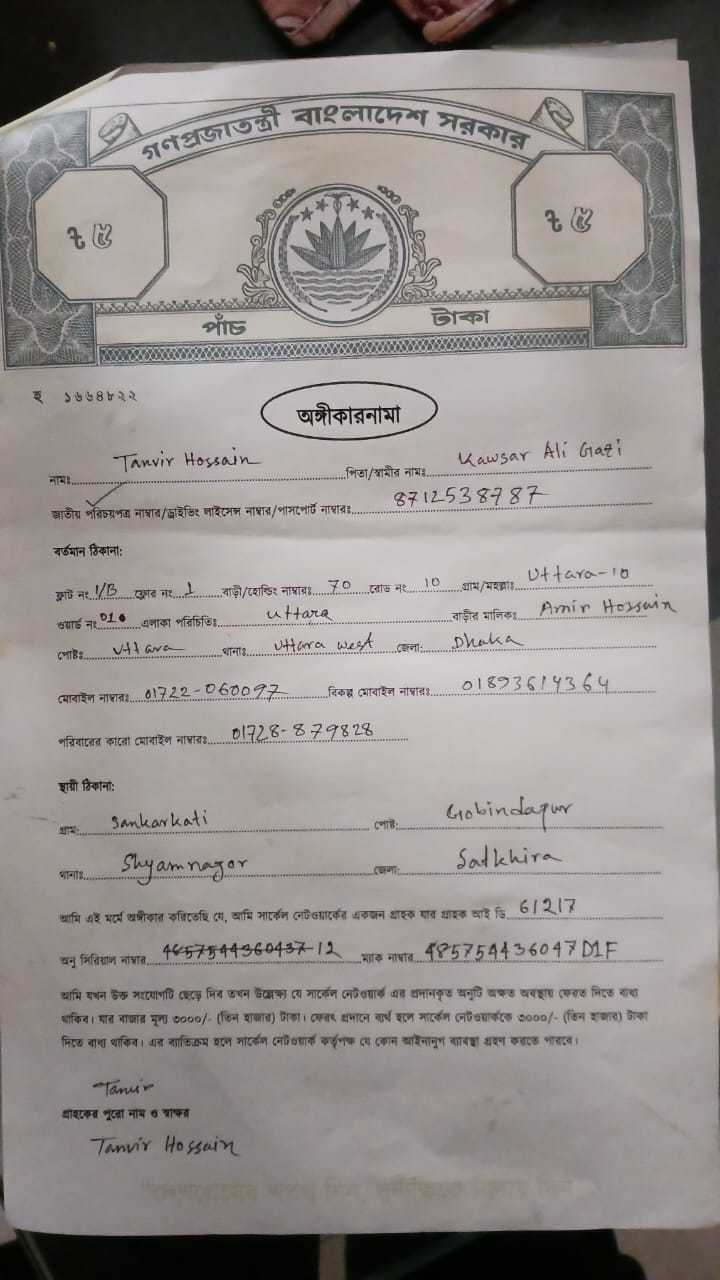 গণপ্রজাতন্ত্রী বাংলাদেশ সরকার
৳ ৫ ৳ ৫
পাঁচ টাকা
হ ১৬৬৪৮২২
অঙ্গীকারনামা
নামঃ Tanvir Hossain পিতা/স্বামীর নামঃ Kawsar Ali Gazi
জাতীয় পরিচয়পত্র নাম্বার/ড্রাইভিং লাইসেন্স নাম্বার/পাসপোর্ট নাম্বারঃ 8712538787
বর্তমান ঠিকানা:
ফ্লাট নং 1/B ফ্লোর নং 1 বাড়ী/হোল্ডিং নাম্বারঃ 70 রোড নং 10 গ্রাম/মহল্লাঃ Uttara-10
ওয়ার্ড নং 01 এলাকা পরিচিতিঃ uttara বাড়ীর মালিকঃ Amir Hossain
পোষ্টঃ Uttara থানাঃ Uttara west জেলা: Dhaka
মোবাইল নাম্বারঃ 01722-060097 বিকল্প মোবাইল নাম্বারঃ 01893614364
পরিবারের কারো মোবাইল নাম্বারঃ 01728-879828
স্থায়ী ঠিকানা:
গ্রাম: Sankarkati পোষ্ট: Gobindapur
থানাঃ Shyamnagor জেলা: Satkhira
আমি এই মর্মে অঙ্গীকার করিতেছি যে, আমি সার্কেল নেটওয়ার্কের একজন গ্রাহক যার গ্রাহক আই ডি 61217
অনু সিরিয়াল নাম্বার ম্যাক নাম্বার 485754436047D1F
আমি যখন উক্ত সংযোগটি ছেড়ে দিব তখন উল্লেক্ষ্য যে সার্কেল নেটওয়ার্ক এর প্রদানকৃত অনুটি অক্ষত অবস্থায় ফেরত দিতে বাধ্য
থাকিব। যার বাজার মূল্য ৩০০০/- (তিন হাজার) টাকা। ফেরৎ প্রদানে ব্যর্থ হলে সার্কেল নেটওয়ার্ককে ৩০০০/- (তিন হাজার) টাকা
দিতে বাধ্য থাকিব। এর ব্যতিক্রম হলে সার্কেল নেটওয়ার্ক কর্তৃপক্ষ যে কোন আইনানুগ ব্যাবস্থা গ্রহন করতে পারবে।
Tanvir
গ্রাহকের পুরো নাম ও স্বাক্ষর
Tanvir Hossain